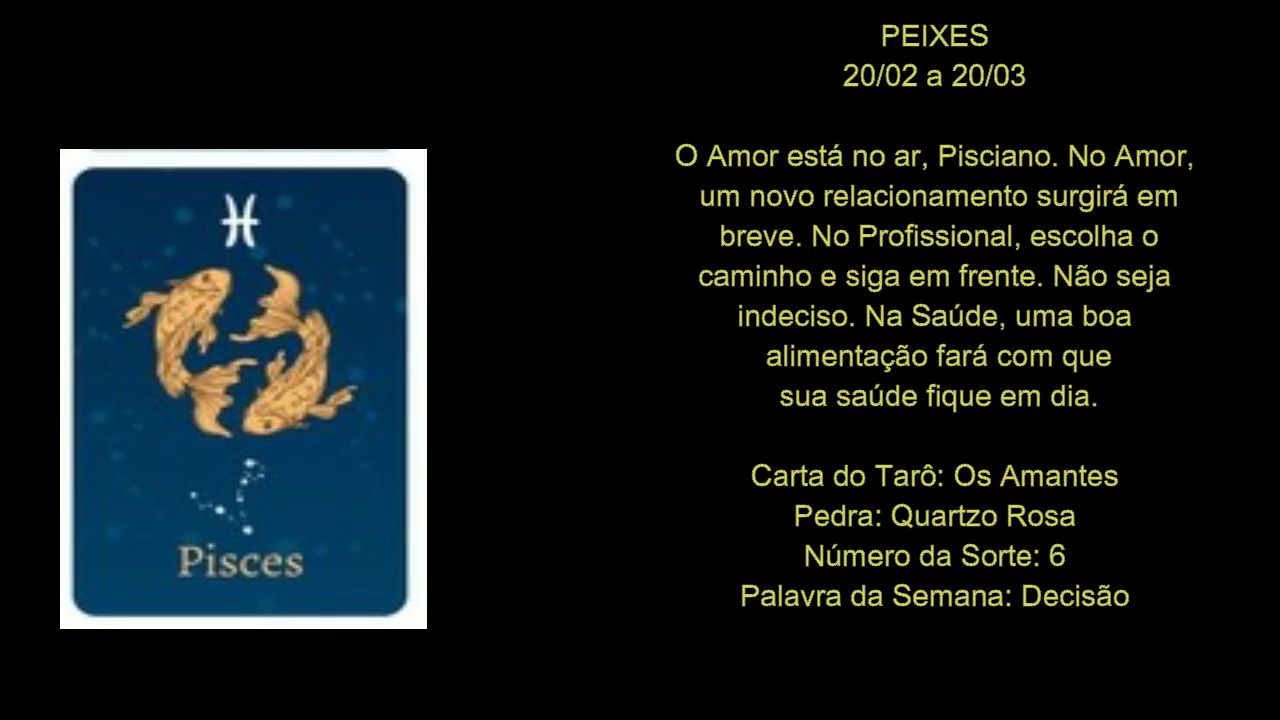 PEIXES
20/02 a 20/03
O Amor está no ar, Pisciano. No Amor,
um novo relacionamento surgirá em
breve. No Profissional, escolha o
caminho e siga em frente. Não seja
indeciso. Na Saúde, uma boa
alimentação fará com que
sua saúde fique em dia.
Carta do Tarô: Os Amantes
Pedra: Quartzo Rosa
Número da Sorte: 6
Palavra da Semana: Decisão
Pisces